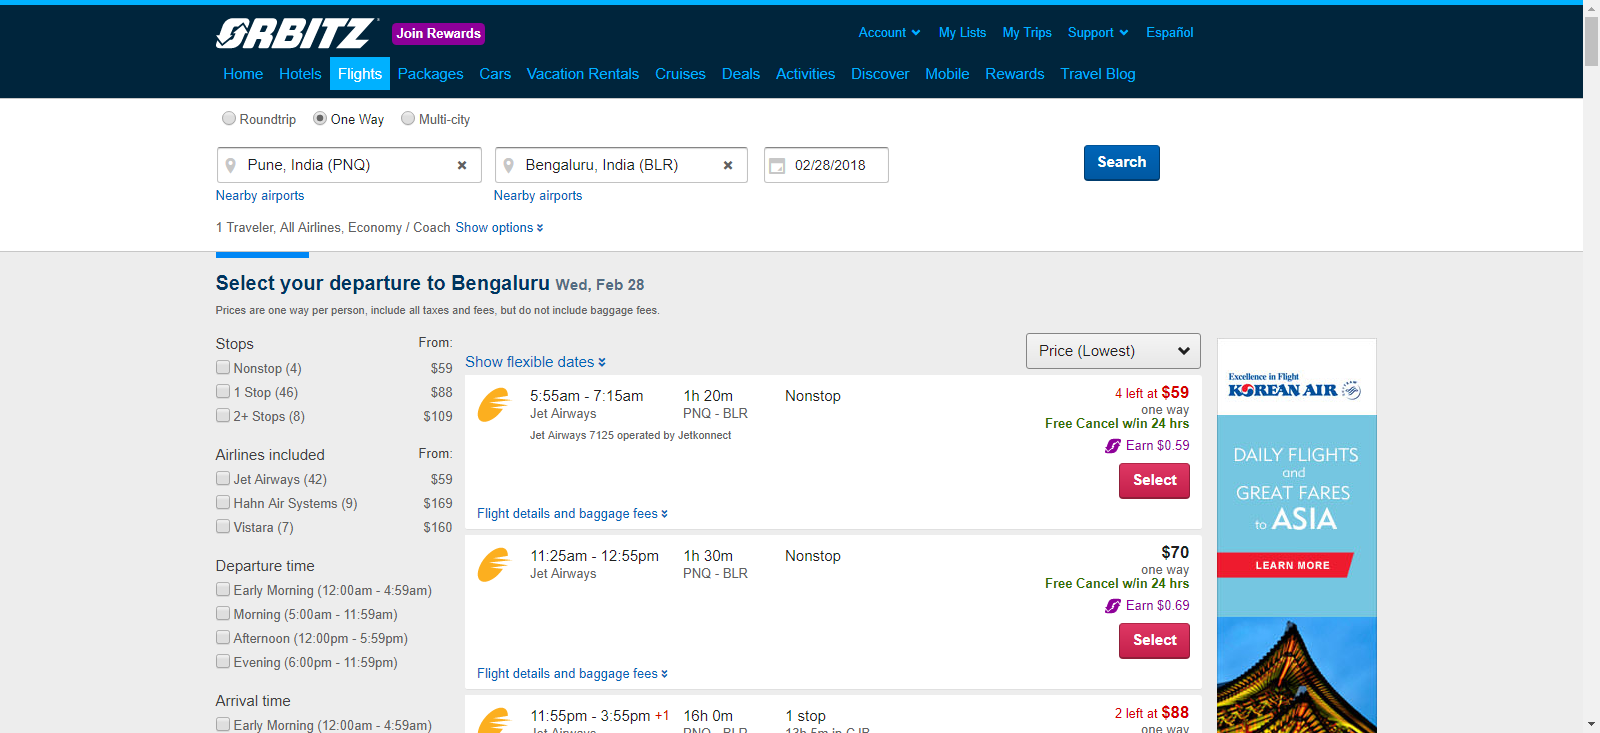 ORBITZ
Join Rewards
Account
My Lists
My Trips
Support
Español
Home
Hotels
Flights
Packages
Cars
Vacation Rentals
Cruises
Deals
Activities
Discover
Mobile
Rewards
Travel Blog
Roundtrip
One Way
Multi-city
Pune, India (PNQ)
Bengaluru, India (BLR)
02/28/2018
Search
Nearby airports
Nearby airports
1 Traveler, All Airlines, Economy / Coach Show options
Select your departure to Bengaluru Wed, Feb 28
Prices are one way per person, include all taxes and fees, but do not include baggage fees.
Stops From:
Nonstop (4) $59
1 Stop (46) $88
2+ Stops (8) $109
Airlines included From:
Jet Airways (42) $59
Hahn Air Systems (9) $169
Vistara (7) $160
Departure time
Early Morning (12:00am - 4:59am)
Morning (5:00am - 11:59am)
Afternoon (12:00pm - 5:59pm)
Evening (6:00pm - 11:59pm)
Arrival time
Early Morning (12:00am - 4:59am)
Show flexible dates
Price (Lowest)
5:55am - 7:15am 1h 20m Nonstop 4 left at $59
Jet Airways PNQ - BLR one way
Free Cancel w/in 24 hrs
Jet Airways 7125 operated by Jetkonnect
Earn $0.59
Select
Flight details and baggage fees
11:25am - 12:55pm 1h 30m Nonstop $70
Jet Airways PNQ - BLR one way
Free Cancel w/in 24 hrs
Earn $0.69
Select
Flight details and baggage fees
11:55pm - 3:55pm +1 16h 0m 1 stop 2 left at $88
Jet Airways PNQ - BLR 13h 5m in CJB one way
Excellence in Flight
KOREAN AIR
DAILY FLIGHTS
and
GREAT FARES
to ASIA
LEARN MORE